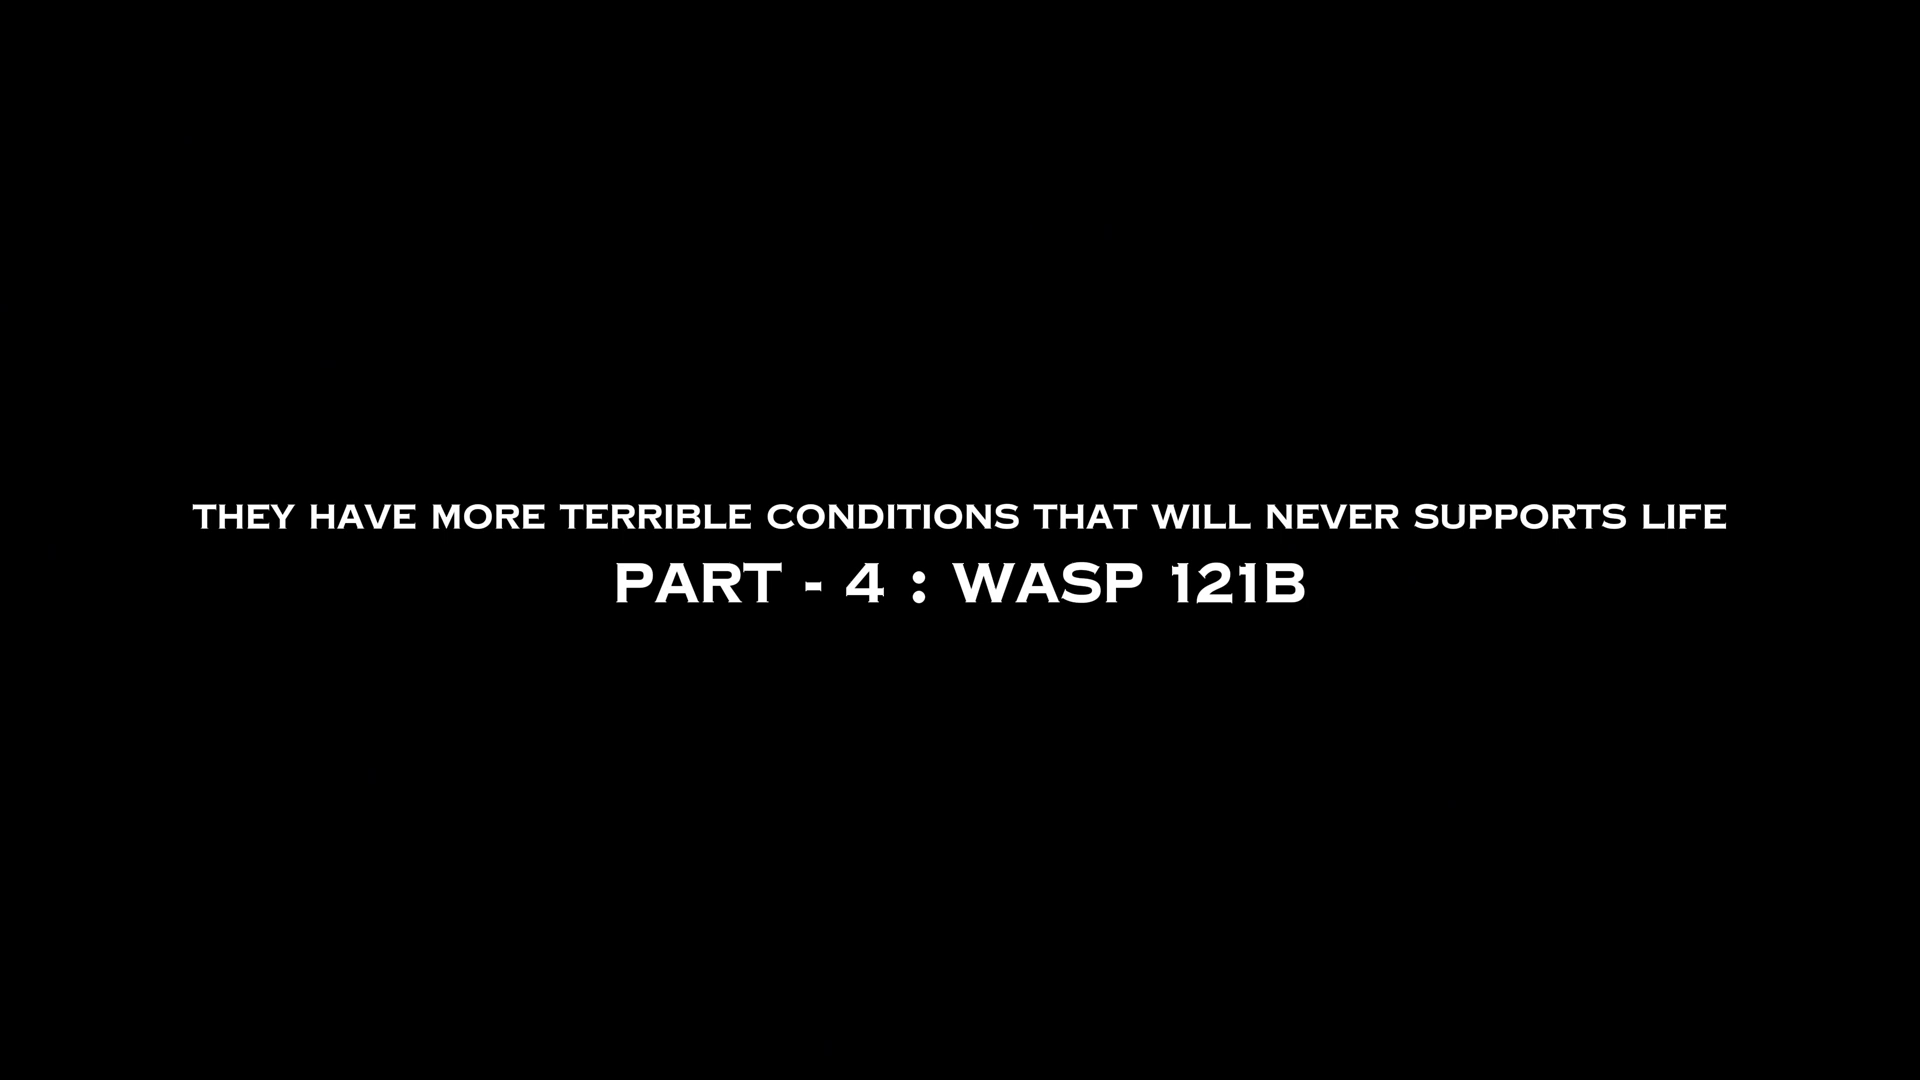 THEY HAVE MORE TERRIBLE CONDITIONS THAT WILL NEVER SUPPORTS LIFE
PART - 4 : WASP 121B